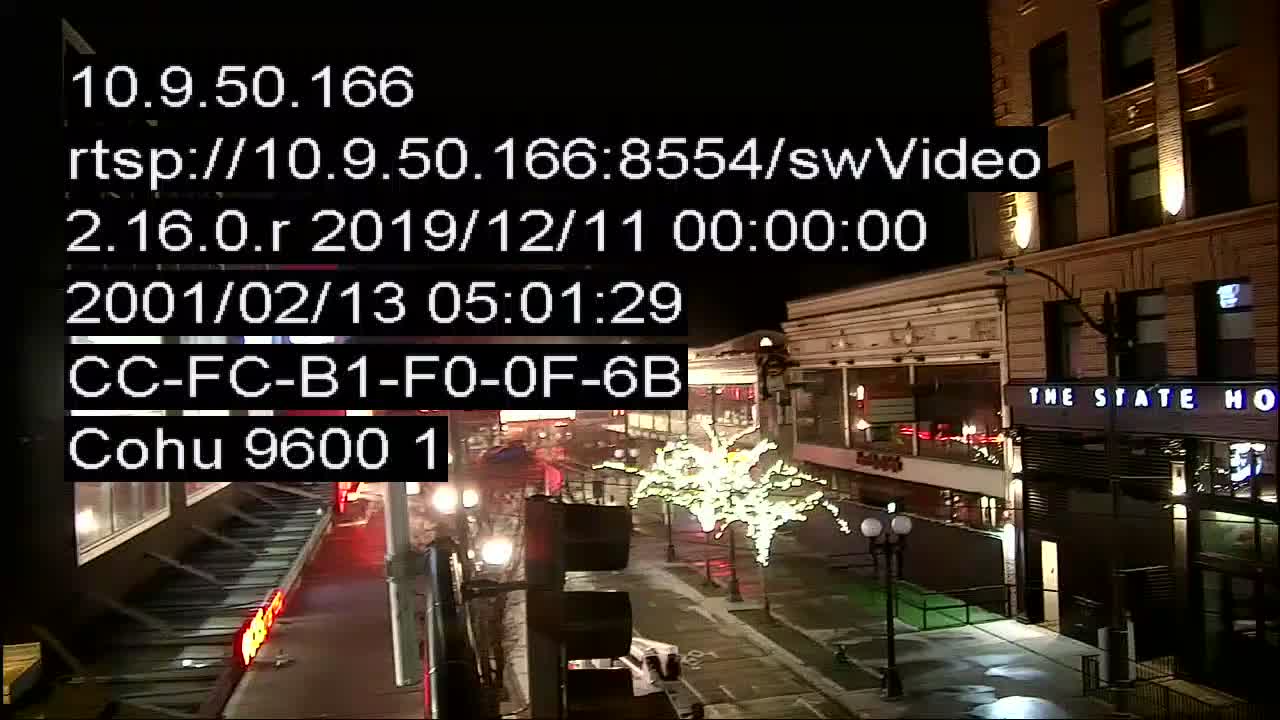 10.9.50.166
rtsp://10.9.50.166:8554/swVideo
2.16.0.r 2019/12/11 00:00:00
2001/02/13 05:01:29
CC-FC-B1-F0-0F-6B
Cohu 9600 1
THE STATE HO